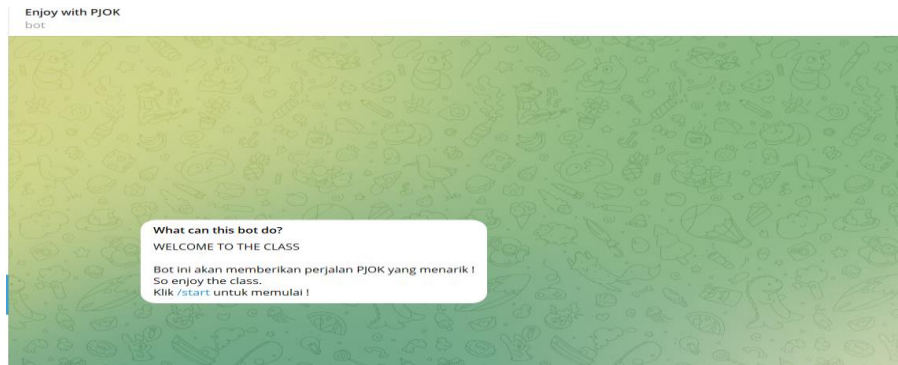 Enjoy with PJOK
bot
What can this bot do?
WELCOME TO THE CLASS
Bot ini akan memberikan perjalan PJOK yang menarik !
So enjoy the class.
Klik /start untuk memulai !